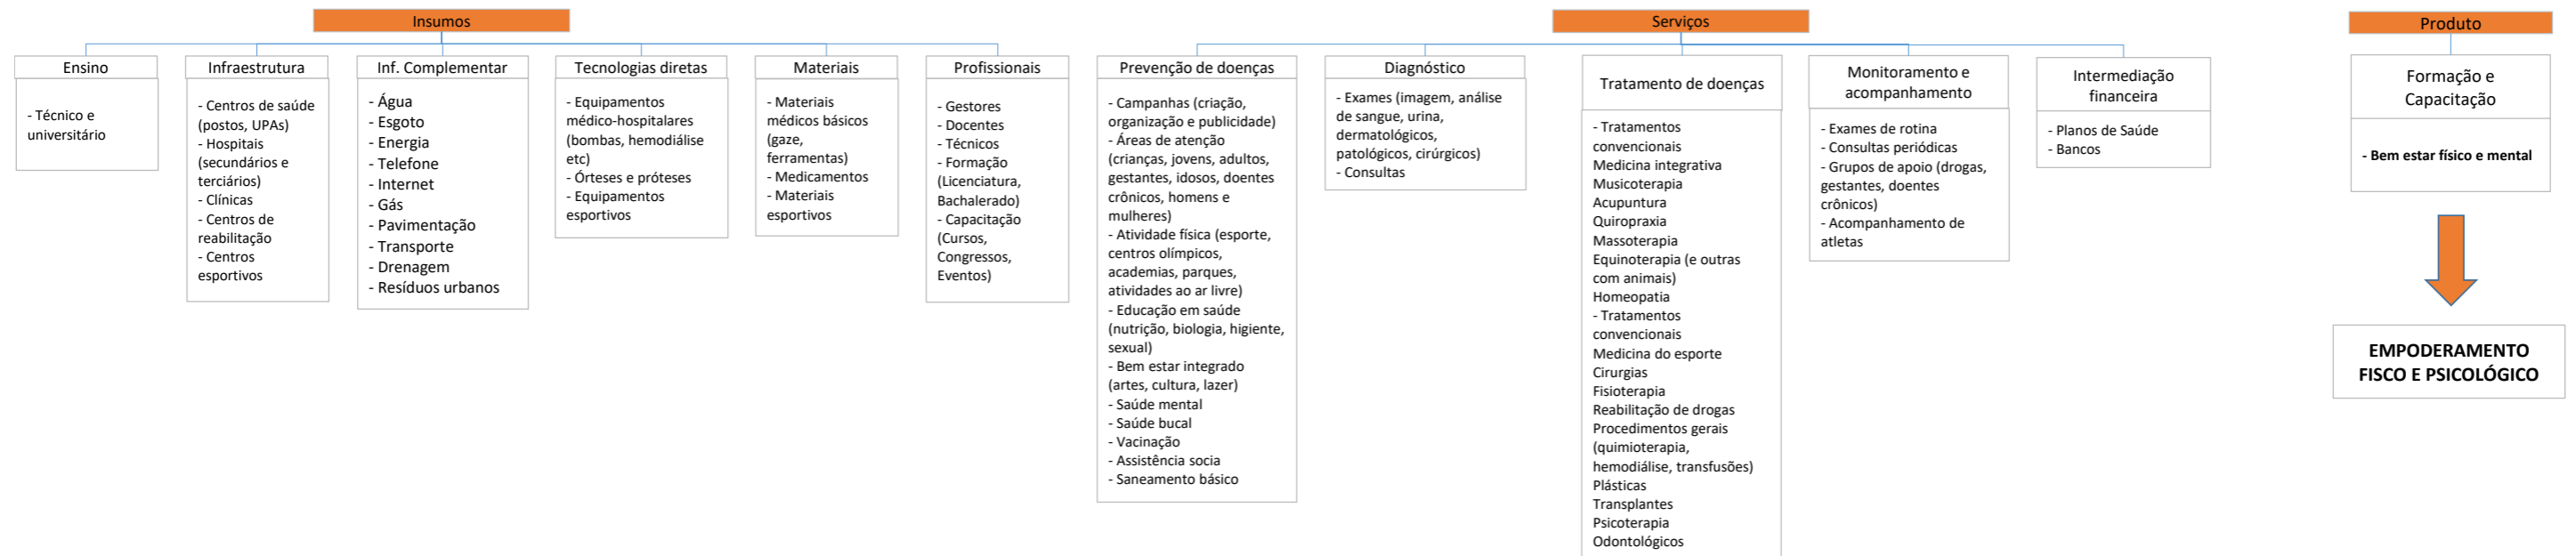 Insumos
Ensino
- Técnico e
universitário
Infraestrutura
- Centros de saúde
(postos, UPAs)
- Hospitais
(secundários e
terciários)
- Clínicas
- Centros de
reabilitação
- Centros
esportivos
Inf. Complementar
- Água
- Esgoto
- Energia
- Telefone
- Internet
- Gás
- Pavimentação
- Transporte
- Drenagem
- Resíduos urbanos
Tecnologias diretas
- Equipamentos
médico-hospitalares
(bombas, hemodiálise
etc)
- Órteses e próteses
- Equipamentos
esportivos
Materiais
- Materiais
médicos básicos
(gaze,
ferramentas)
- Medicamentos
- Materiais
esportivos
Profissionais
- Gestores
- Docentes
- Técnicos
- Formação
(Licenciatura,
Bachalerado)
- Capacitação
(Cursos,
Congressos,
Eventos)
Serviços
Prevenção de doenças
- Campanhas (criação,
organização e publicidade)
- Áreas de atenção
(crianças, jovens, adultos,
gestantes, idosos, doentes
crônicos, homens e
mulheres)
- Atividade física (esporte,
centros olímpicos,
academias, parques,
atividades ao ar livre)
- Educação em saúde
(nutrição, biologia, higiente,
sexual)
- Bem estar integrado
(artes, cultura, lazer)
- Saúde mental
- Saúde bucal
- Vacinação
- Assistência socia
- Saneamento básico
Diagnóstico
- Exames (imagem, análise
de sangue, urina,
dermatológicos,
patológicos, cirúrgicos)
- Consultas
Tratamento de doenças
- Tratamentos
convencionais
Medicina integrativa
Musicoterapia
Acupuntura
Quiropraxia
Massoterapia
Equinoterapia (e outras
com animais)
Homeopatia
- Tratamentos
convencionais
Medicina do esporte
Cirurgias
Fisioterapia
Reabilitação de drogas
Procedimentos gerais
(quimioterapia,
hemodiálise, transfusões)
Plásticas
Transplantes
Psicoterapia
Odontológicos
Monitoramento e
acompanhamento
- Exames de rotina
- Consultas periódicas
- Grupos de apoio (drogas,
gestantes, doentes
crônicos)
- Acompanhamento de
atletas
Intermediação
financeira
- Planos de Saúde
- Bancos
Produto
Formação e
Capacitação
- Bem estar físico e mental
EMPODERAMENTO
FISCO E PSICOLÓGICO